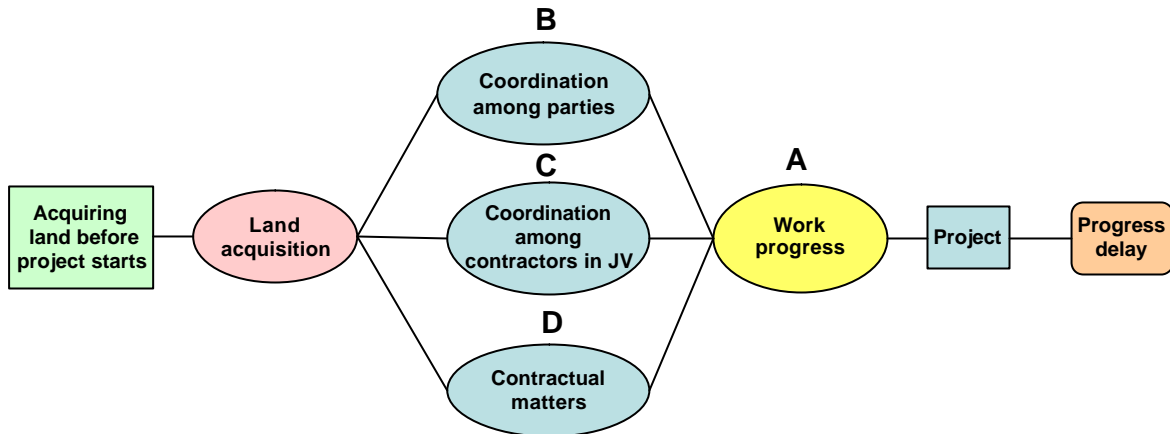 B
Coordination
among parties
C
Coordination
among
contractors in JV
D
Contractual
matters
A
Work
progress
Acquiring
land before
project starts
Land
acquisition
Project
Progress
delay